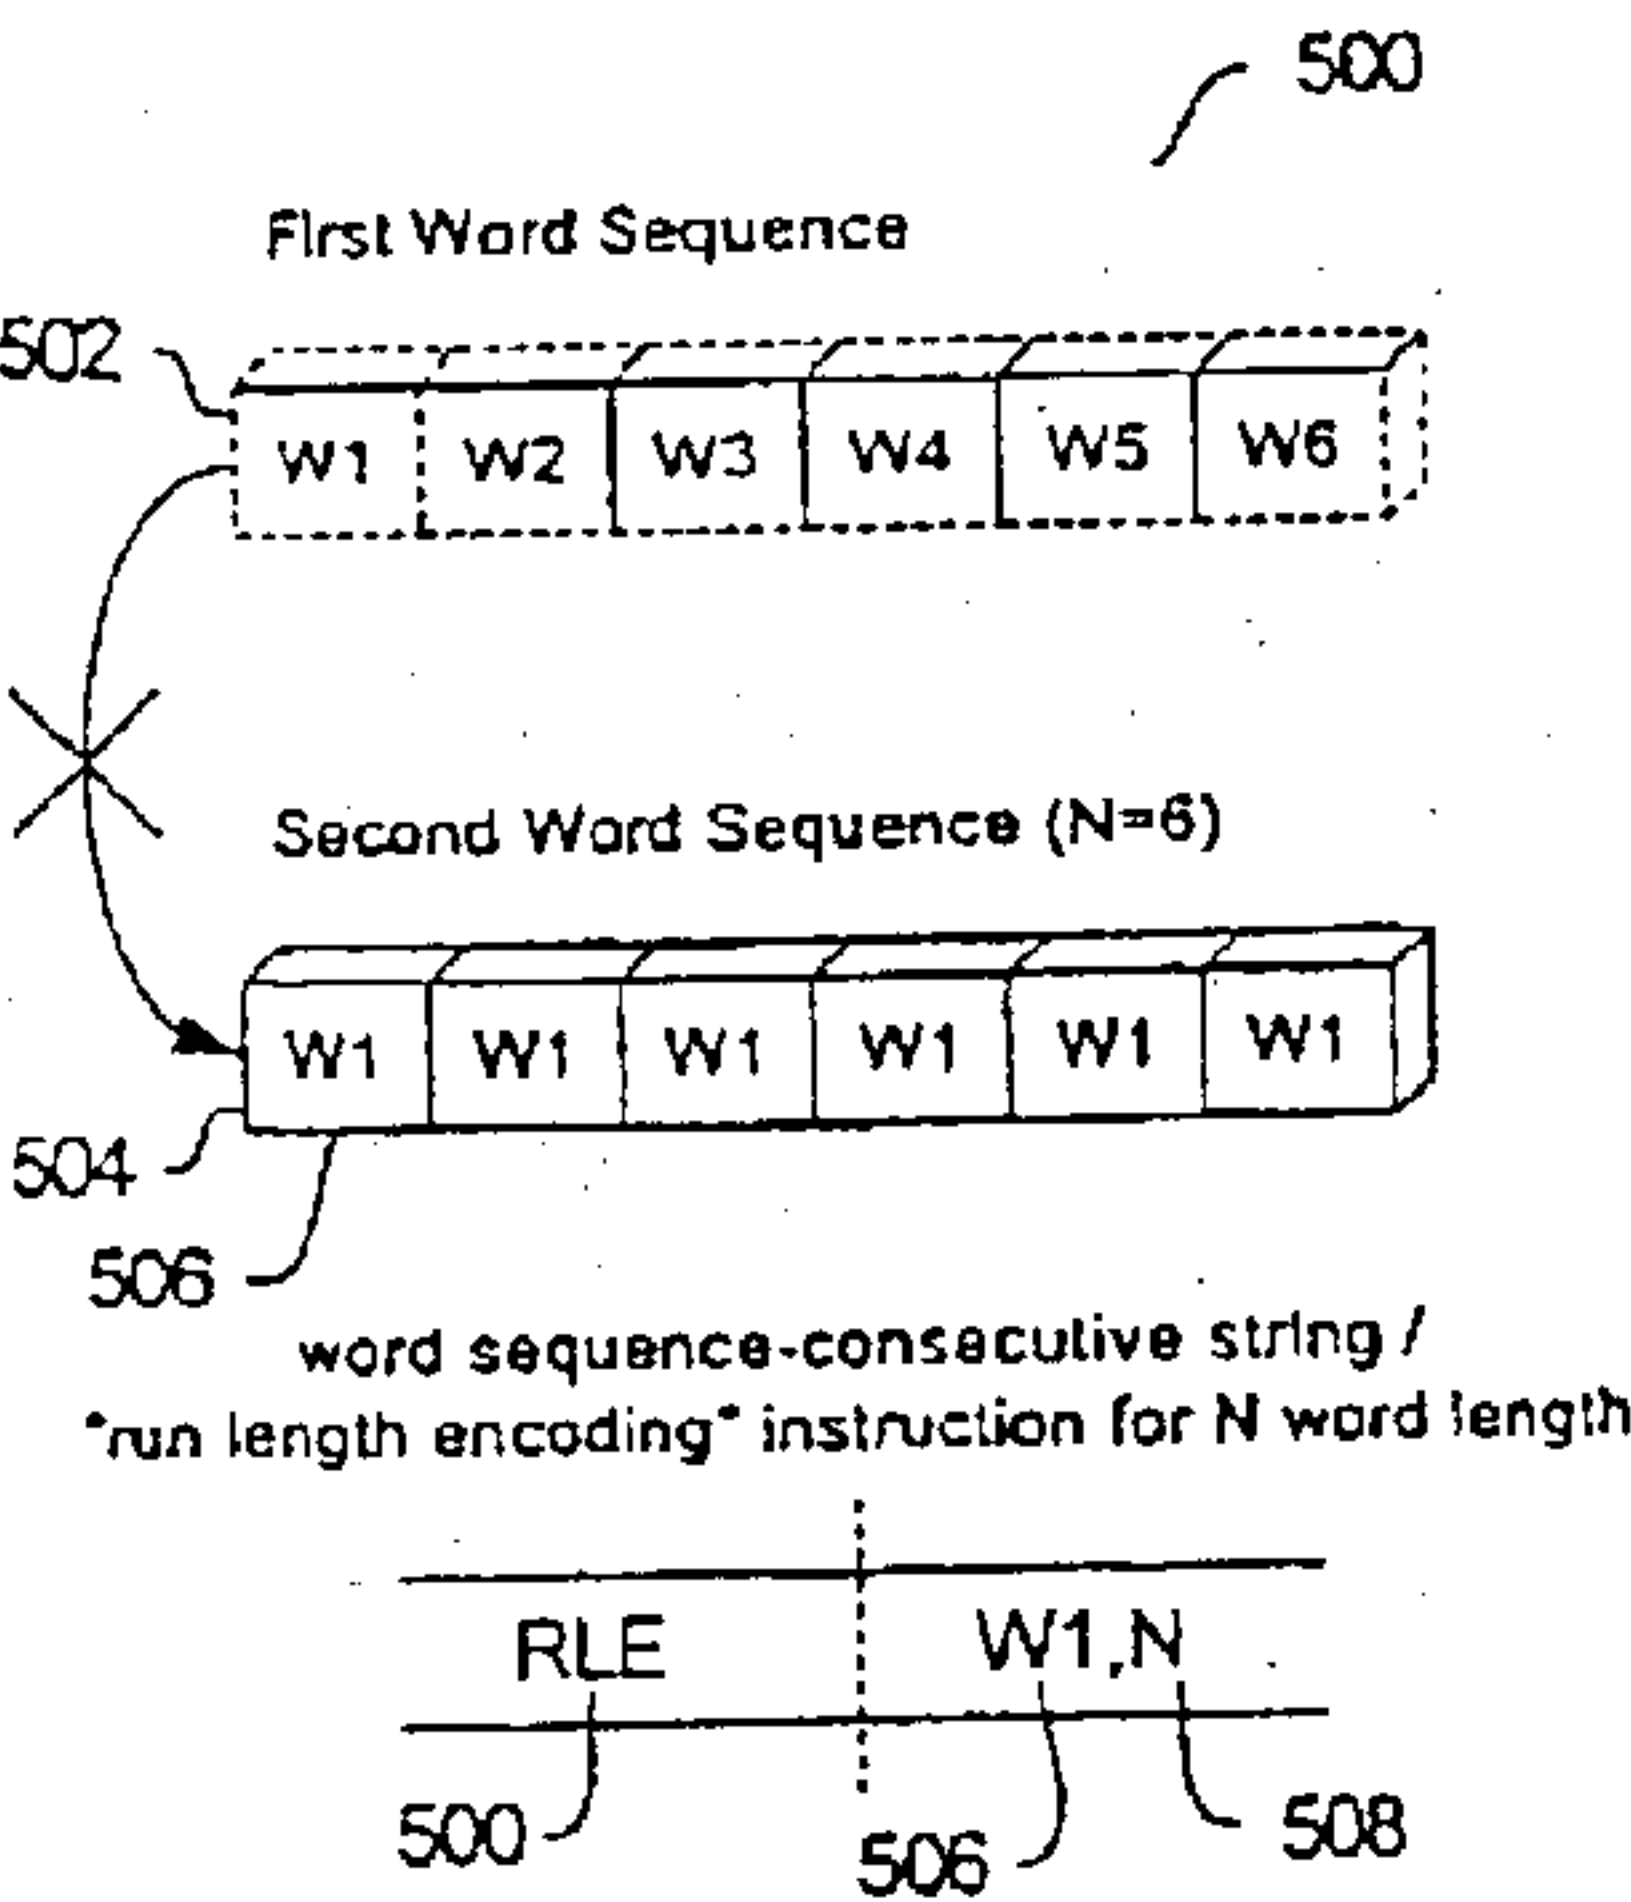 500
First Word Sequence
502
W1 W2 W3 W4 W5 W6
Second Word Sequence (N=6)
W1 W1 W1 W1 W1 W1
504
506
word sequence-consecutive string /
"run length encoding" instruction for N word length
RLE W1,N
500 506 508